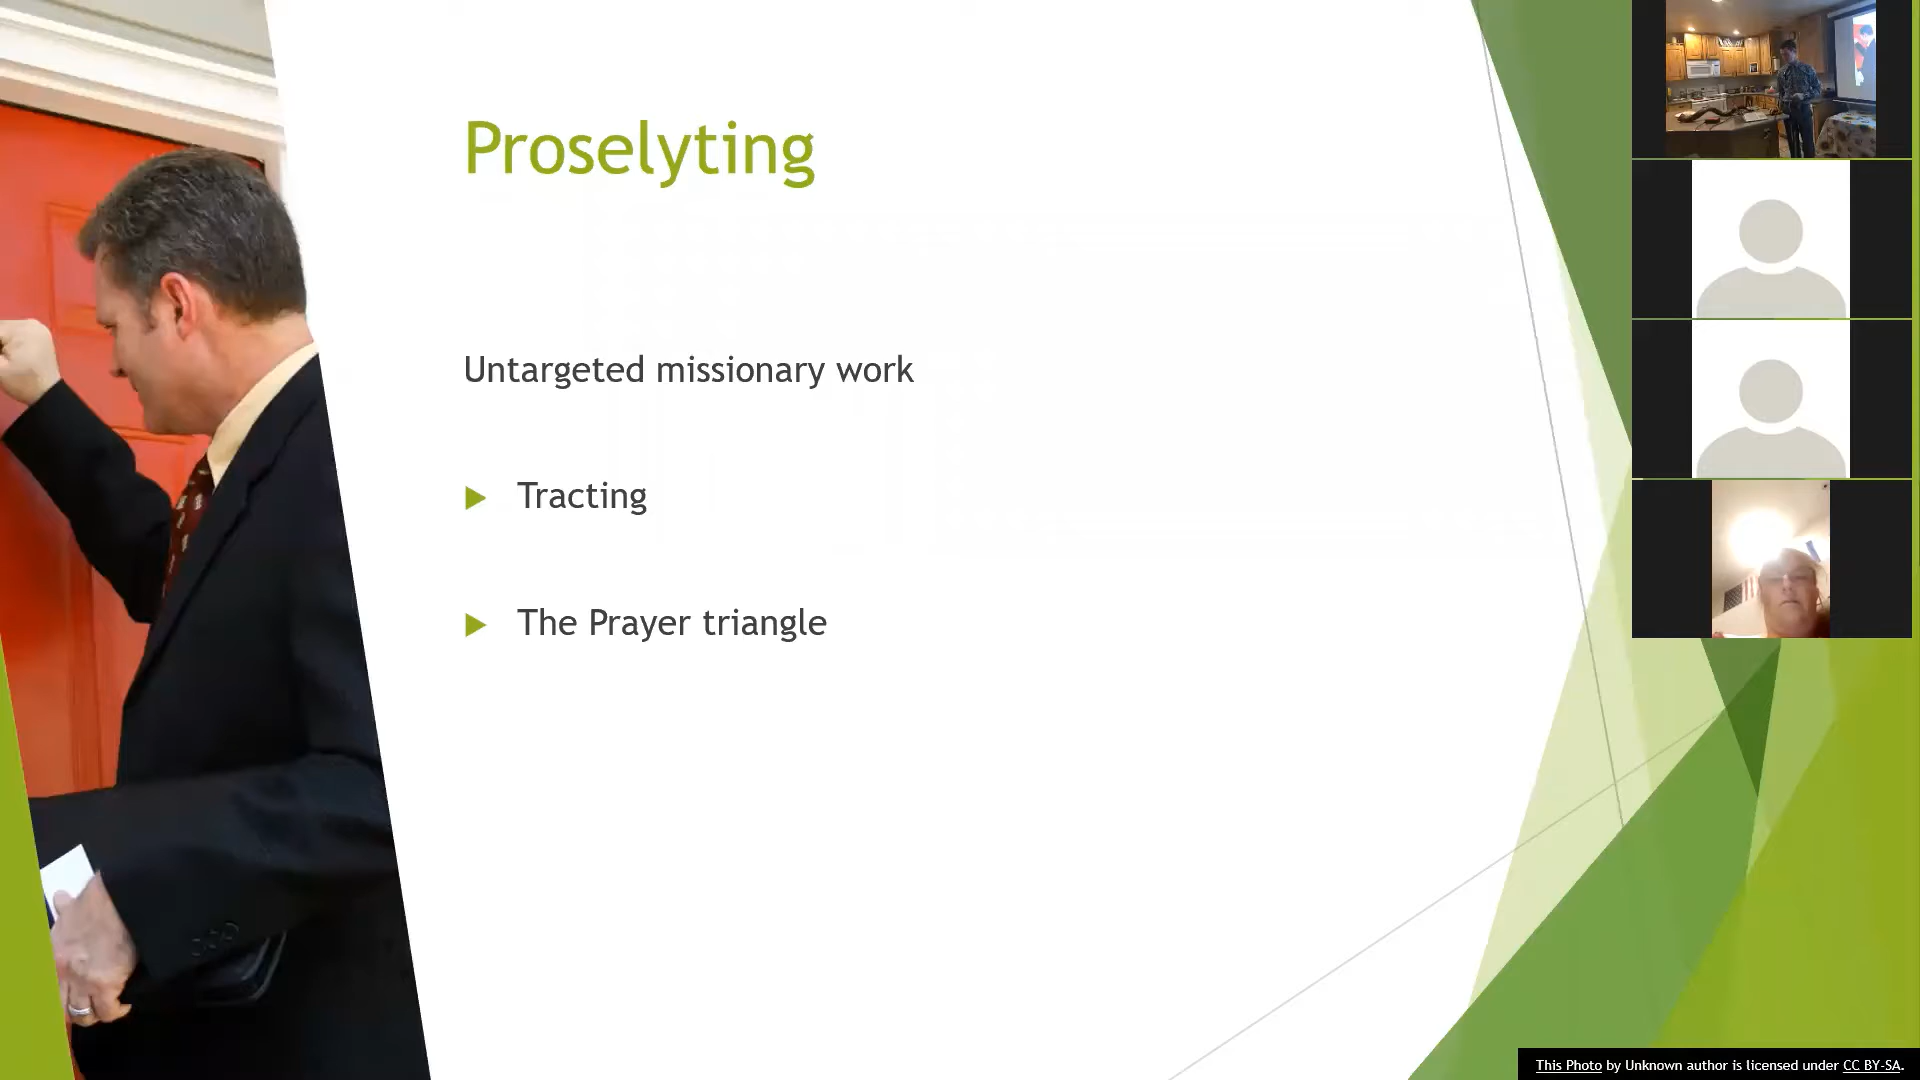 Proselyting
Untargeted missionary work
Tracting
The Prayer triangle
This Photo by Unknown author is licensed under CC BY-SA.